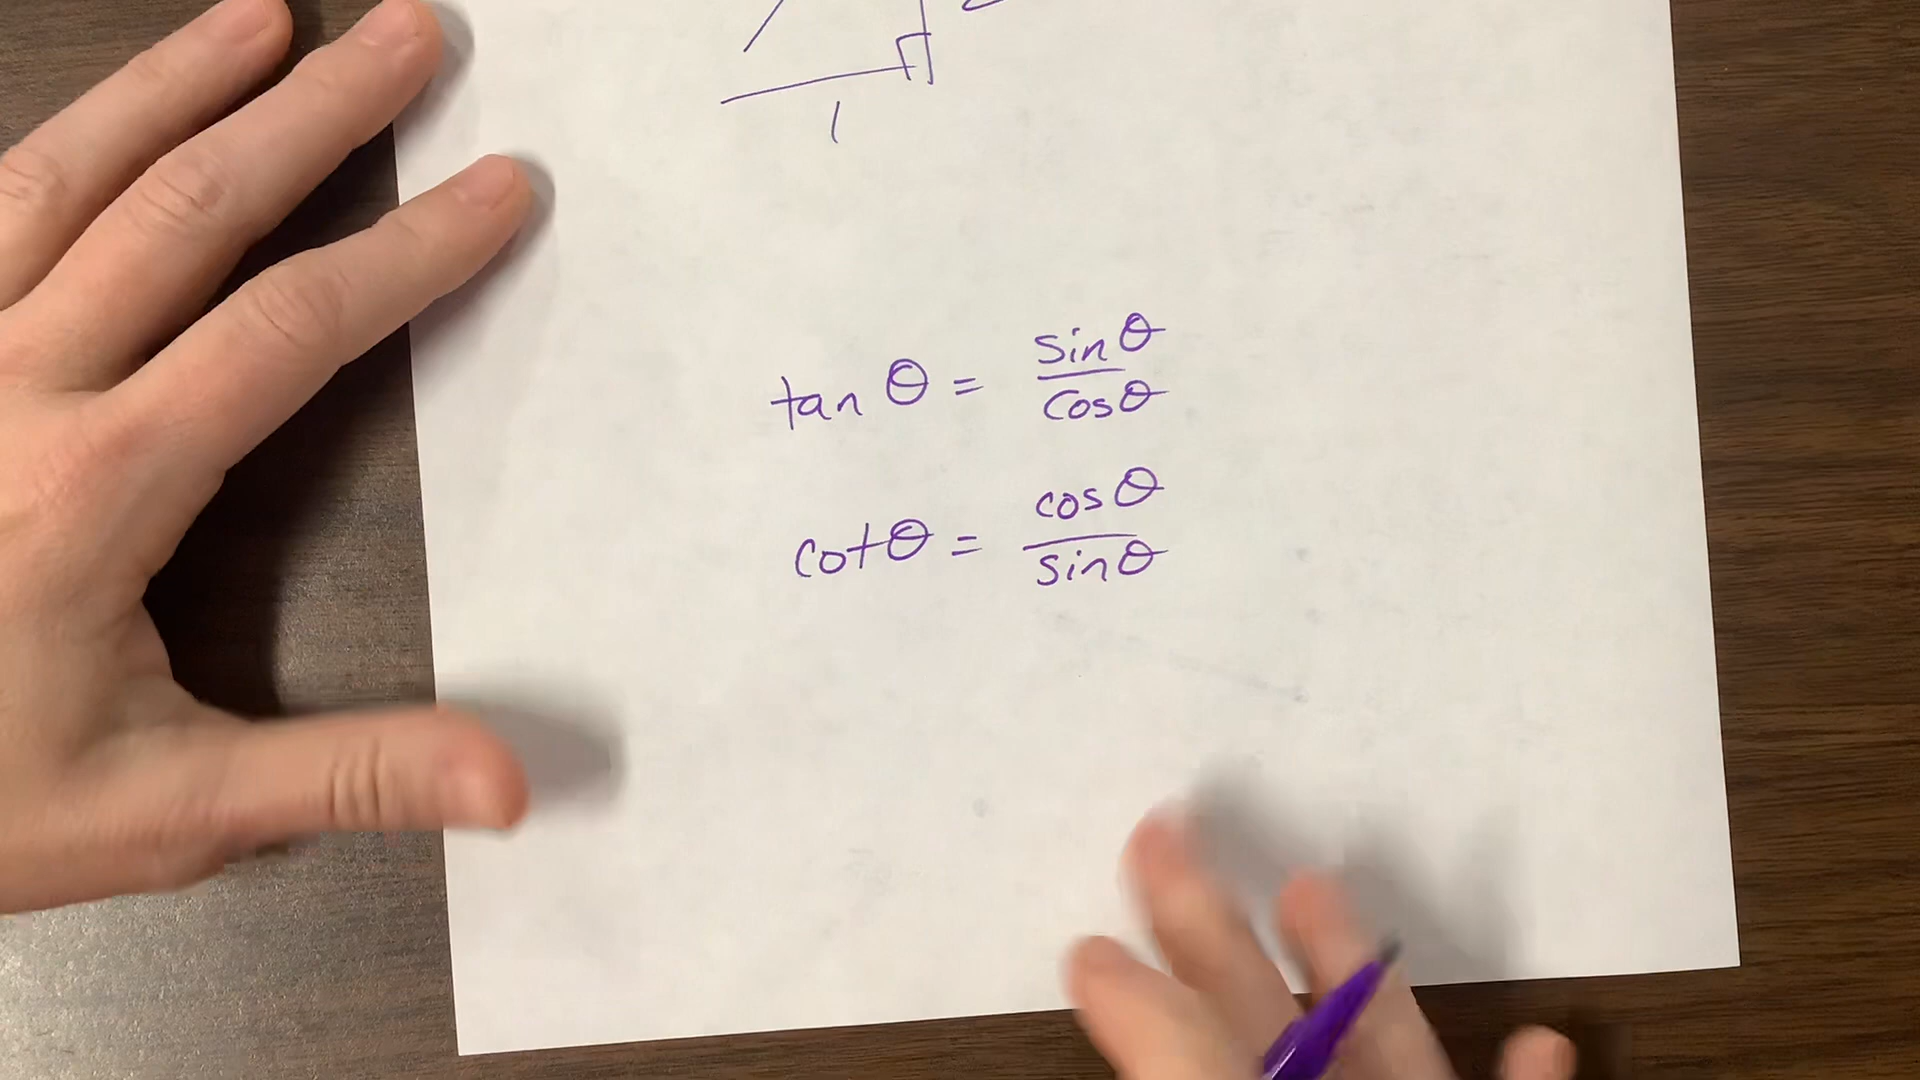 1
tan θ = sin θ / cos θ
cot θ = cos θ / sin θ